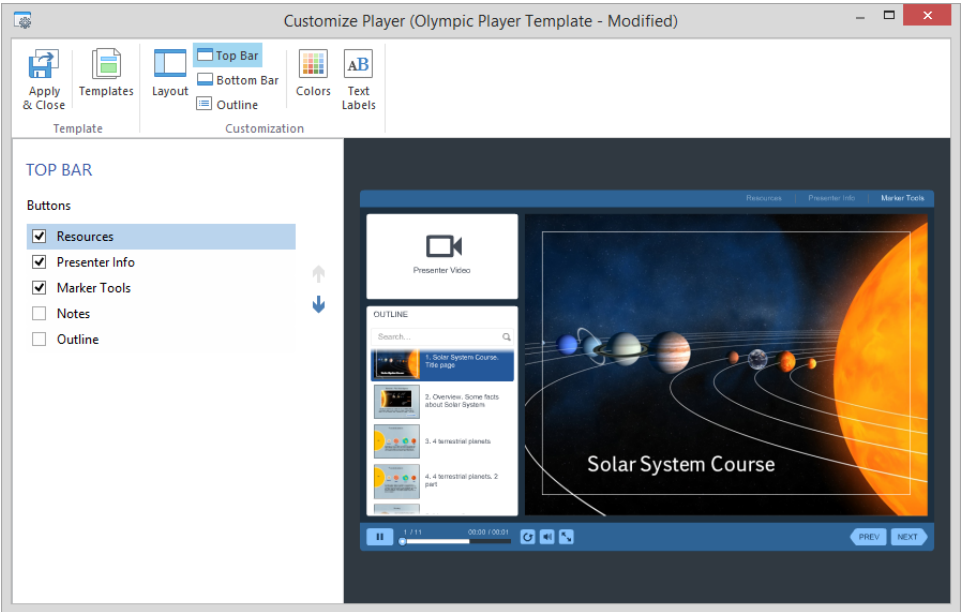 Customize Player (Olympic Player Template - Modified)
Apply & Close
Templates
Layout
Top Bar
Bottom Bar
Outline
Colors
AB
Text Labels
Template
Customization
TOP BAR
Buttons
Resources
Presenter Info
Marker Tools
Notes
Outline
Resources
Presenter Info
Marker Tools
Presenter Video
OUTLINE
Search...
1. Solar System Course.
Title page
2. Overview. Some facts
about Solar System
3. 4 terrestrial planets
4. 4 terrestrial planets. 2
part
Solar System Course
1 / 11
00:00 / 00:01
PREV
NEXT